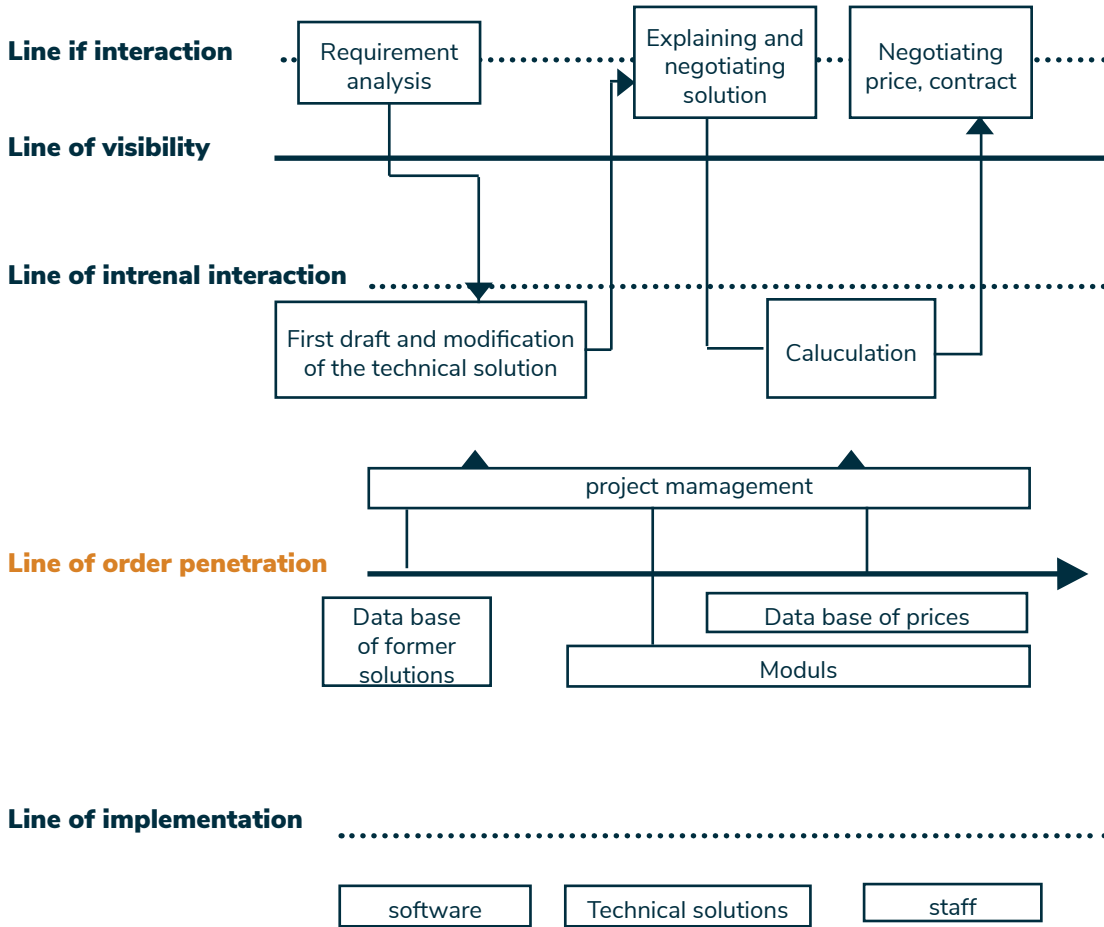 Line if interaction
Requirement
analysis
Explaining and
negotiating
solution
Negotiating
price, contract
Line of visibility
Line of intrenal interaction
First draft and modification
of the technical solution
Caluculation
project mamagement
Line of order penetration
Data base
of former
solutions
Data base of prices
Moduls
Line of implementation
software
Technical solutions
staff